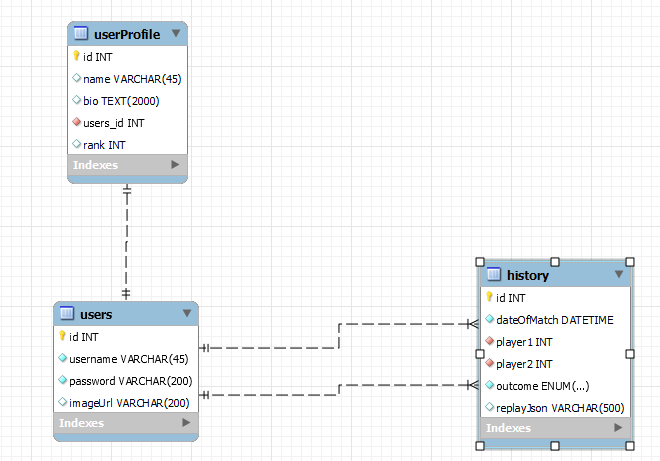 userProfile
id INT
name VARCHAR(45)
bio TEXT(2000)
users_id INT
rank INT
Indexes
users
id INT
username VARCHAR(45)
password VARCHAR(200)
imageUrl VARCHAR(200)
Indexes
history
id INT
dateOfMatch DATETIME
player1 INT
player2 INT
outcome ENUM(...)
replayJson VARCHAR(500)
Indexes